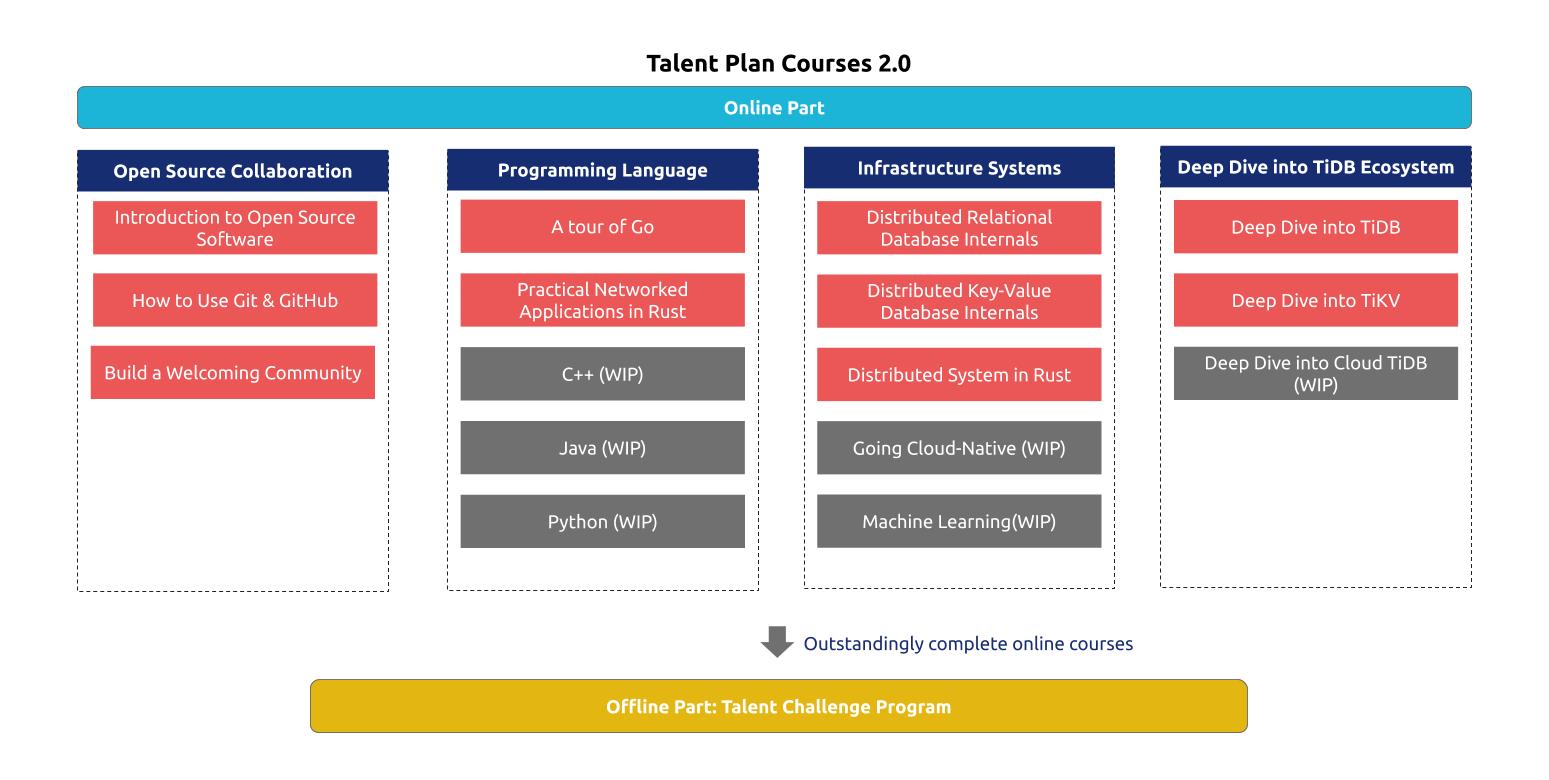 Talent Plan Courses 2.0
Online Part
Open Source Collaboration
Introduction to Open Source
Software
How to Use Git & GitHub
Build a Welcoming Community
Programming Language
A tour of Go
Practical Networked
Applications in Rust
C++ (WIP)
Java (WIP)
Python (WIP)
Infrastructure Systems
Distributed Relational
Database Internals
Distributed Key-Value
Database Internals
Distributed System in Rust
Going Cloud-Native (WIP)
Machine Learning(WIP)
Deep Dive into TiDB Ecosystem
Deep Dive into TiDB
Deep Dive into TiKV
Deep Dive into Cloud TiDB
(WIP)
Outstandingly complete online courses
Offline Part: Talent Challenge Program